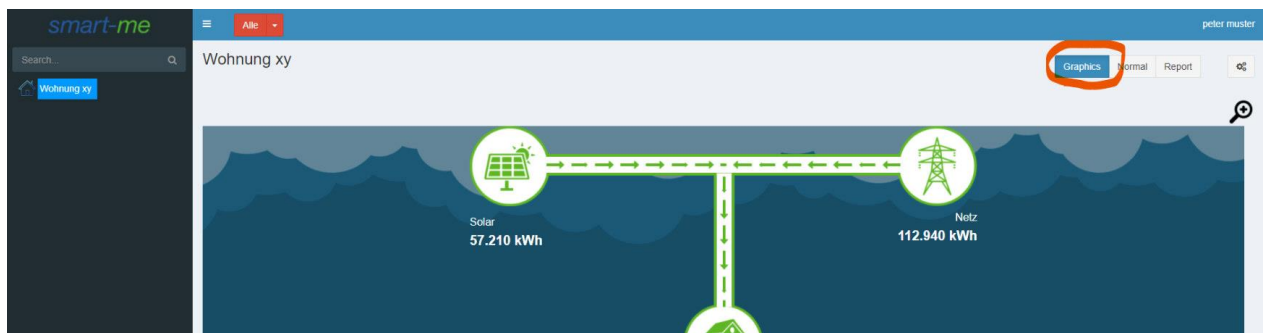 smart-me
Alle
peter muster
Search...
Wohnung xy
Wohnung xy
Graphics Normal Report
Solar
57.210 kWh
Netz
112.940 kWh